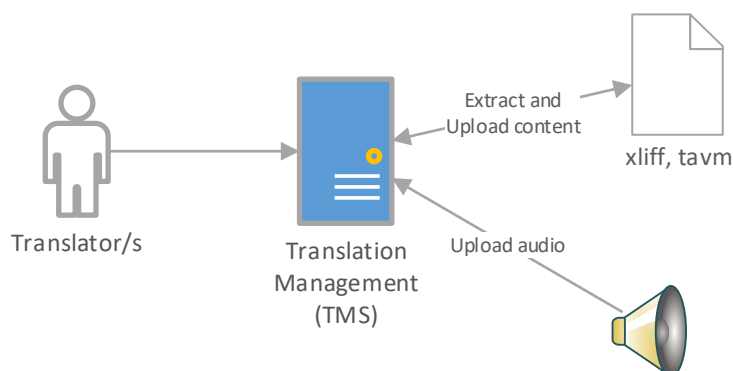 Extract and
Upload content
xliff, tavm
Translator/s
Upload audio
Translation
Management
(TMS)